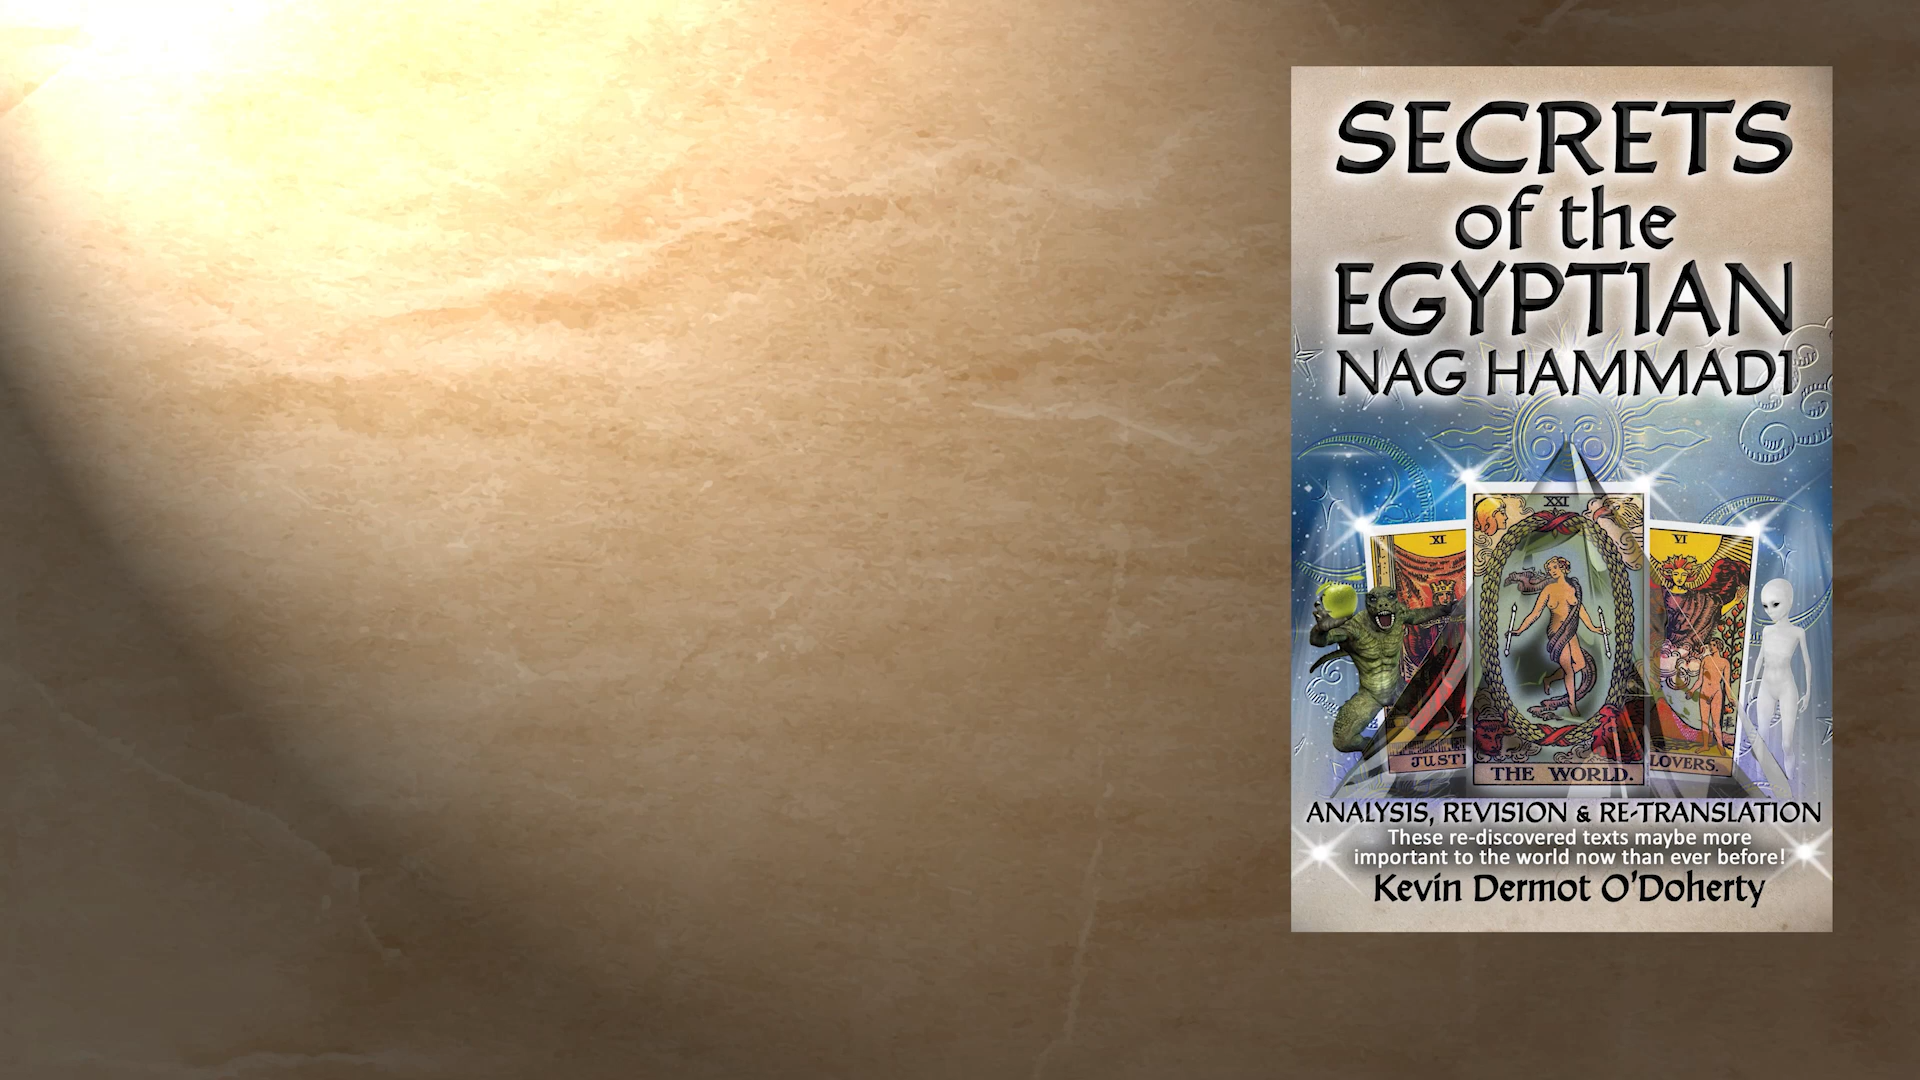 SECRETS
of the
EGYPTIAN
NAG HAMMADI
XXI
XI
VI
JUSTI
THE WORLD.
LOVERS.
ANALYSIS, REVISION & RE-TRANSLATION
These re-discovered texts maybe more
important to the world now than ever before!
Kevin Dermot O'Doherty